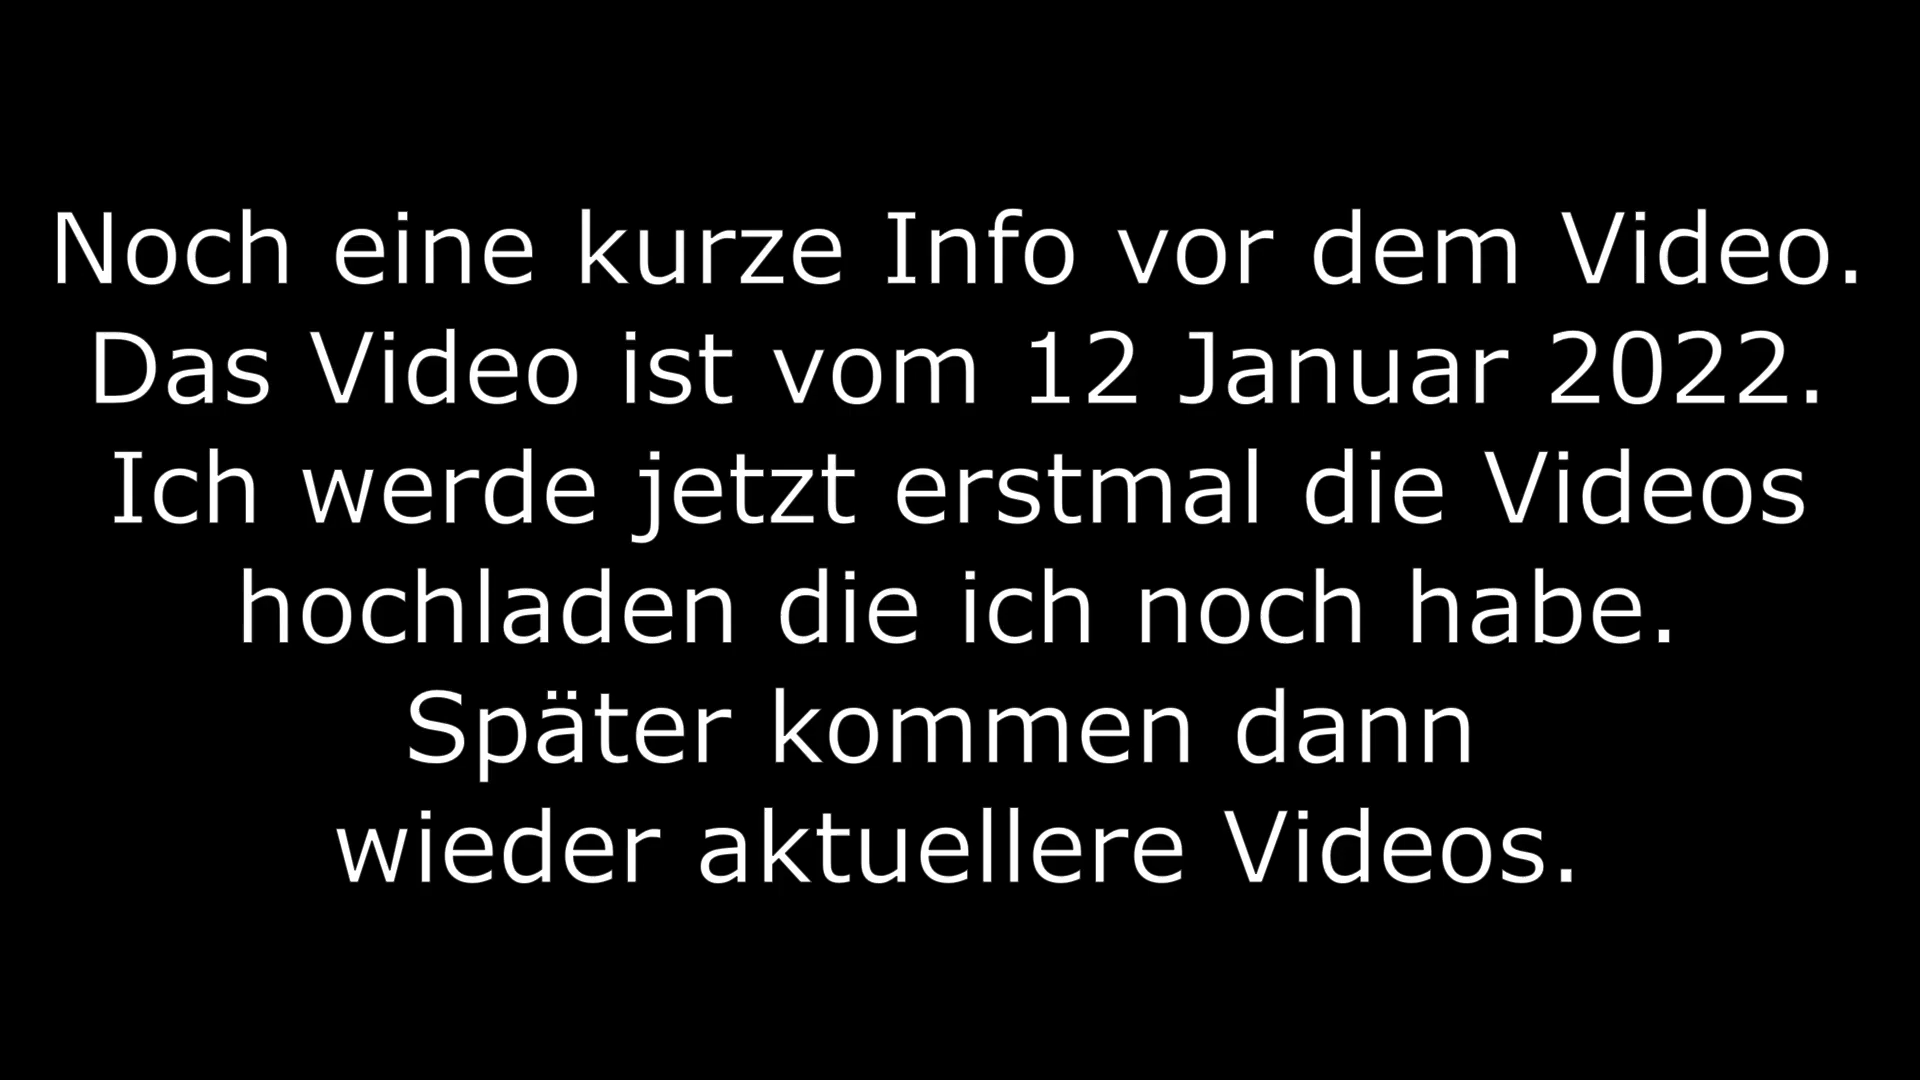 Noch eine kurze Info vor dem Video.
Das Video ist vom 12 Januar 2022.
Ich werde jetzt erstmal die Videos
hochladen die ich noch habe.
Später kommen dann
wieder aktuellere Videos.